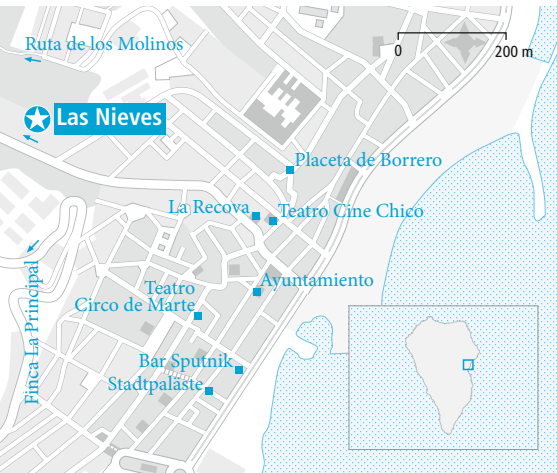 Ruta de los Molinos
0
200 m
Las Nieves
Placeta de Borrero
La Recova
Teatro Cine Chico
Finca La Principal
Ayuntamiento
Teatro
Circo de Marte
Bar Sputnik
Stadtpaläste